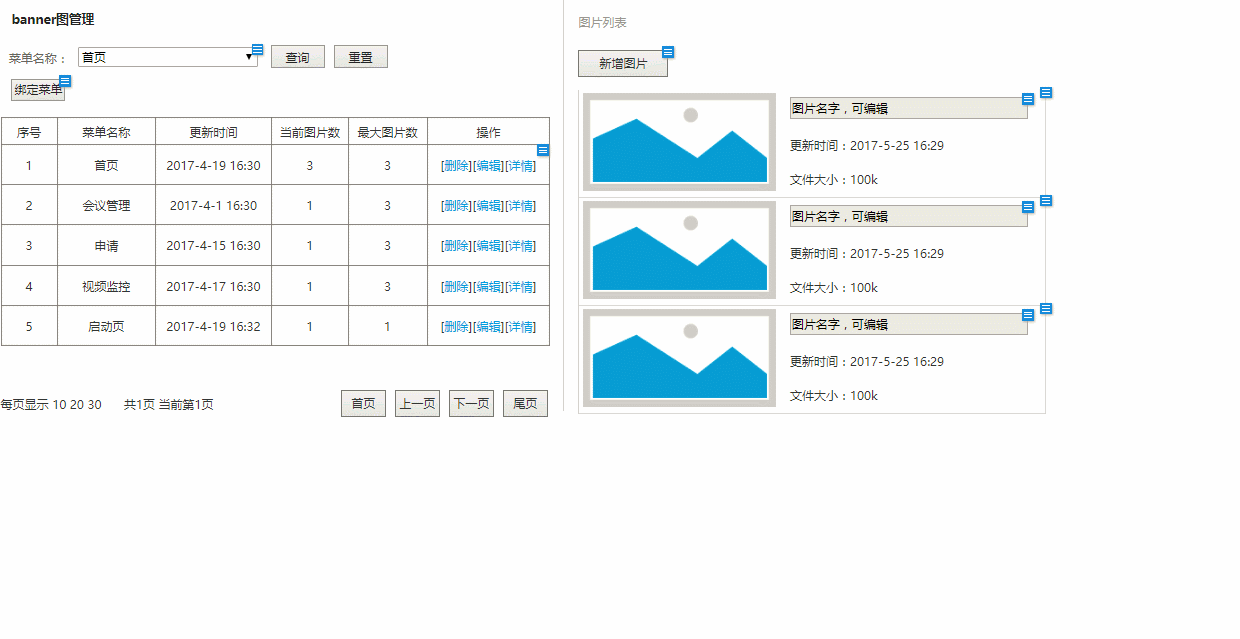 banner图管理
菜单名称： 首页 查询 重置
绑定菜单
序号 菜单名称 更新时间 当前图片数 最大图片数 操作
1 首页 2017-4-19 16:30 3 3 [删除][编辑][详情]
2 会议管理 2017-4-1 16:30 1 3 [删除][编辑][详情]
3 申请 2017-4-15 16:30 1 3 [删除][编辑][详情]
4 视频监控 2017-4-17 16:30 1 3 [删除][编辑][详情]
5 启动页 2017-4-19 16:32 1 1 [删除][编辑][详情]
每页显示 10 20 30 共1页 当前第1页 首页 上一页 下一页 尾页
图片列表
新增图片
图片名字，可编辑
更新时间：2017-5-25 16:29
文件大小：100k
图片名字，可编辑
更新时间：2017-5-25 16:29
文件大小：100k
图片名字，可编辑
更新时间：2017-5-25 16:29
文件大小：100k